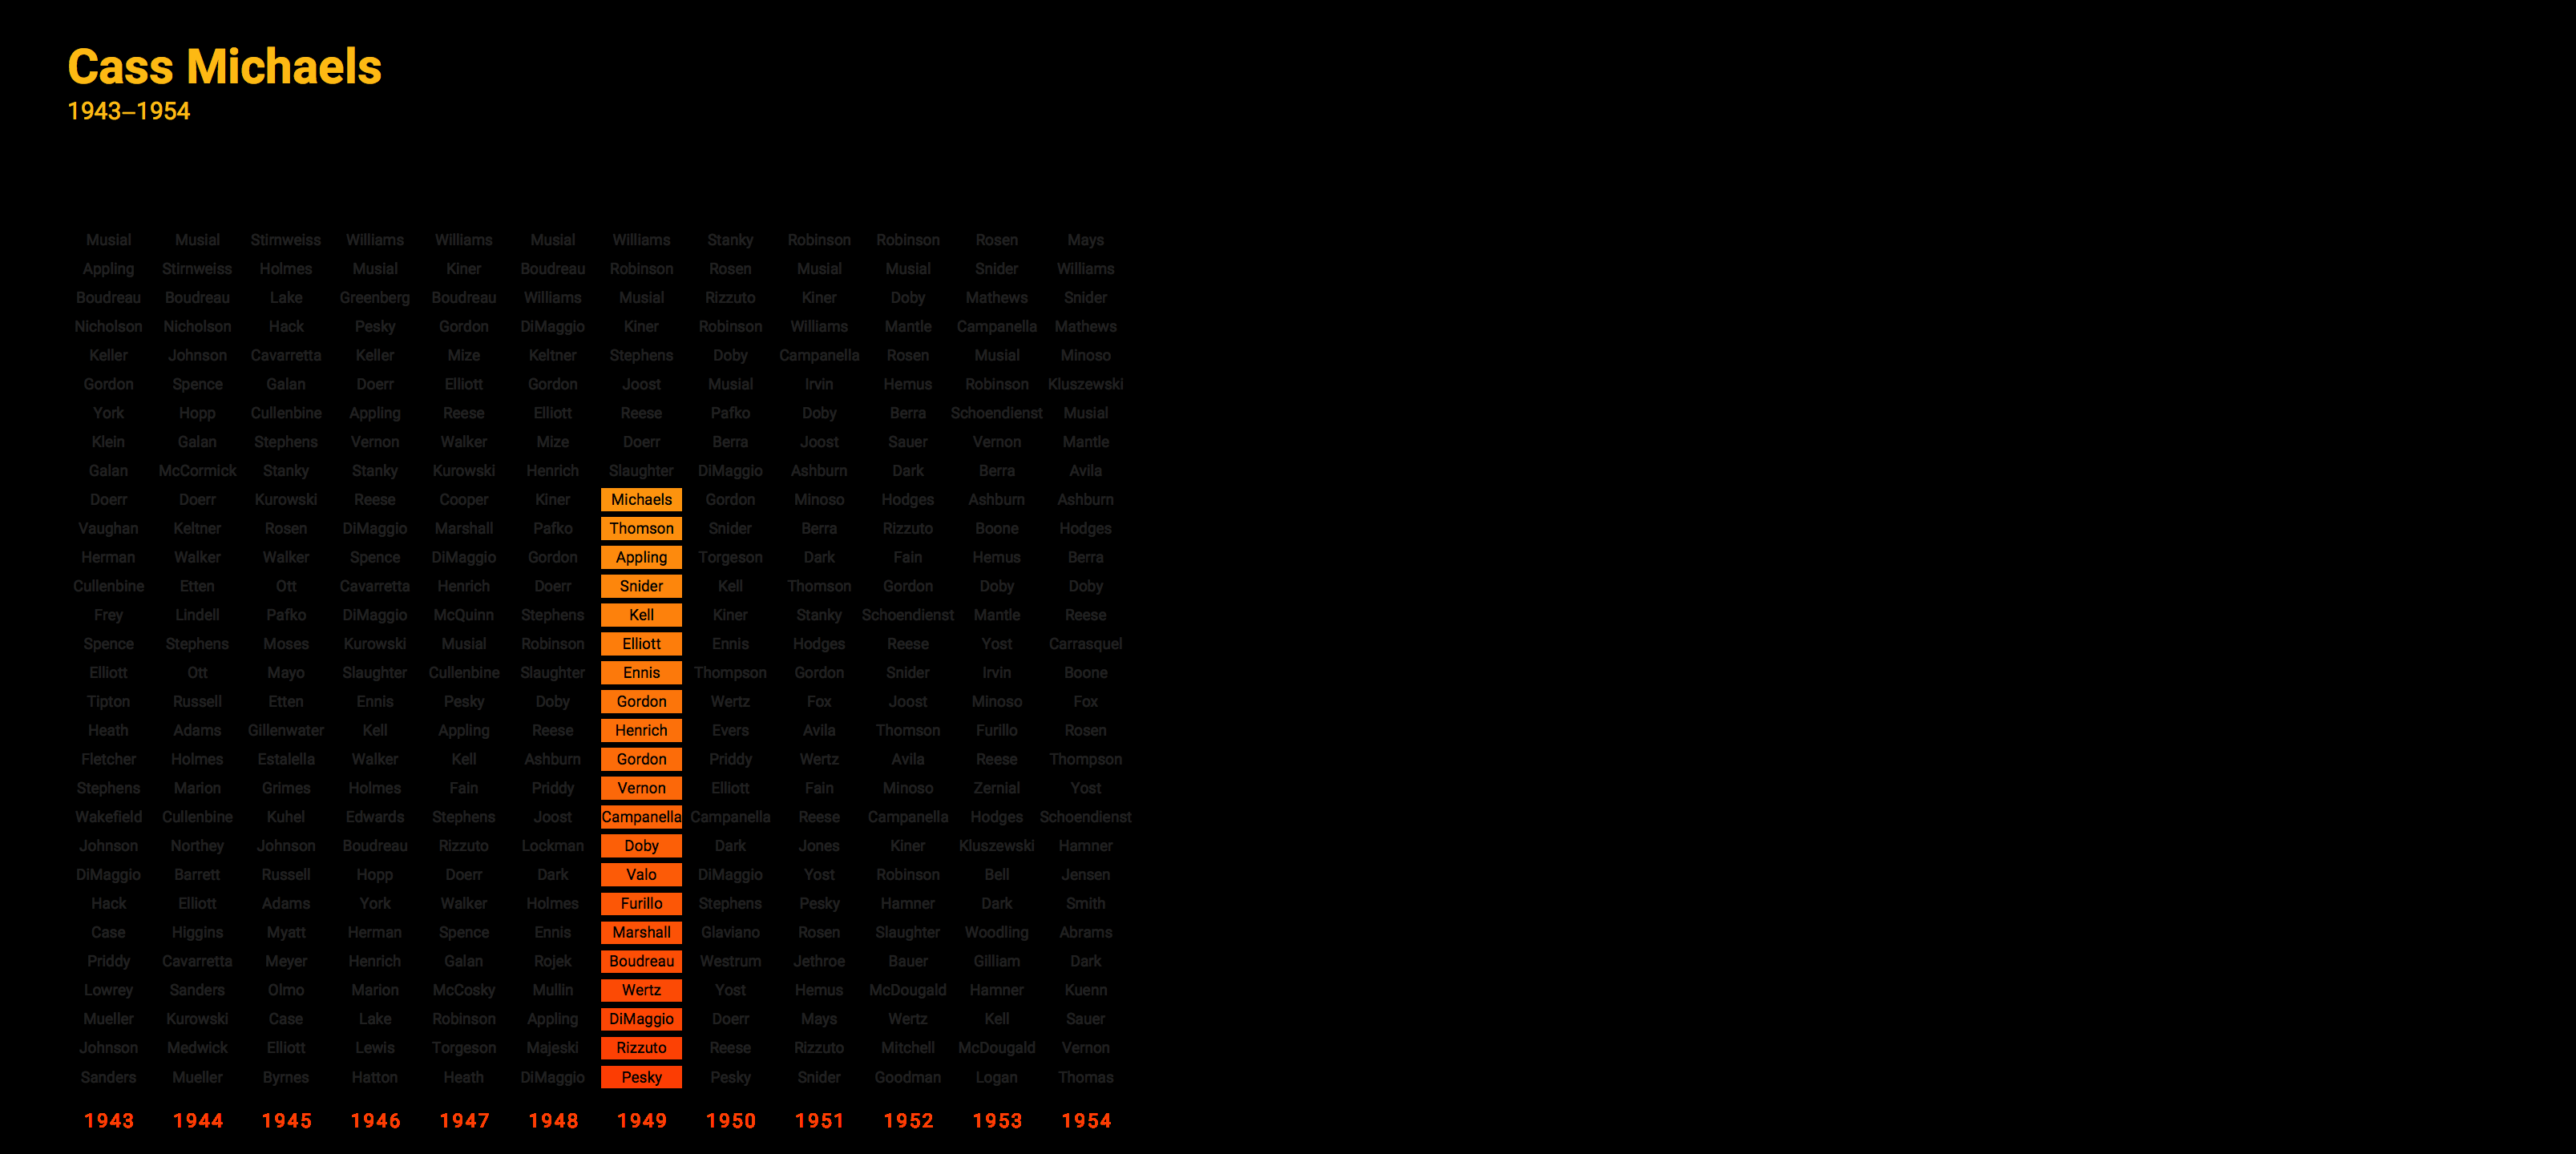 Cass Michaels
1943–1954
Musial Musial Stirnweiss Williams Williams Musial Williams Stanky Robinson Robinson Rosen Mays
Appling Stirnweiss Holmes Musial Kiner Boudreau Robinson Rosen Musial Musial Snider Williams
Boudreau Boudreau Lake Greenberg Boudreau Williams Musial Rizzuto Kiner Doby Mathews Snider
Nicholson Nicholson Hack Pesky Gordon DiMaggio Kiner Robinson Williams Mantle Campanella Mathews
Keller Johnson Cavarretta Keller Mize Keltner Stephens Doby Campanella Rosen Musial Minoso
Gordon Spence Galan Doerr Elliott Gordon Joost Musial Irvin Hemus Robinson Kluszewski
York Hopp Cullenbine Appling Reese Elliott Reese Pafko Doby Berra Schoendienst Musial
Klein Galan Stephens Vernon Walker Mize Doerr Berra Joost Sauer Vernon Mantle
Galan McCormick Stanky Stanky Kurowski Henrich Slaughter DiMaggio Ashburn Dark Berra Avila
Doerr Doerr Kurowski Reese Cooper Kiner Michaels Gordon Minoso Hodges Ashburn Ashburn
Vaughan Keltner Rosen DiMaggio Marshall Pafko Thomson Snider Berra Rizzuto Boone Hodges
Herman Walker Walker Spence DiMaggio Gordon Appling Torgeson Dark Fain Hemus Berra
Cullenbine Etten Ott Cavarretta Henrich Doerr Snider Kell Thomson Gordon Doby Doby
Frey Lindell Pafko DiMaggio McQuinn Stephens Kell Kiner Stanky Schoendienst Mantle Reese
Spence Stephens Moses Kurowski Musial Robinson Elliott Ennis Hodges Reese Yost Carrasquel
Elliott Ott Mayo Slaughter Cullenbine Slaughter Ennis Thompson Gordon Snider Irvin Boone
Tipton Russell Etten Ennis Pesky Doby Gordon Wertz Fox Joost Minoso Fox
Heath Adams Gillenwater Kell Appling Reese Henrich Evers Avila Thomson Furillo Rosen
Fletcher Holmes Estalella Walker Kell Ashburn Gordon Priddy Wertz Avila Reese Thompson
Stephens Marion Grimes Holmes Fain Priddy Vernon Elliott Fain Minoso Zernial Yost
Wakefield Cullenbine Kuhel Edwards Stephens Joost Campanella Campanella Reese Campanella Hodges Schoendienst
Johnson Northey Johnson Boudreau Rizzuto Lockman Doby Dark Jones Kiner Kluszewski Hamner
DiMaggio Barrett Russell Hopp Doerr Dark Valo DiMaggio Yost Robinson Bell Jensen
Hack Elliott Adams York Walker Holmes Furillo Stephens Pesky Hamner Dark Smith
Case Higgins Myatt Herman Spence Ennis Marshall Glaviano Rosen Slaughter Woodling Abrams
Priddy Cavarretta Meyer Henrich Galan Rojek Boudreau Westrum Jethroe Bauer Gilliam Dark
Lowrey Sanders Olmo Marion McCosky Mullin Wertz Yost Hemus McDougald Hamner Kuenn
Mueller Kurowski Case Lake Robinson Appling DiMaggio Doerr Mays Wertz Kell Sauer
Johnson Medwick Elliott Lewis Torgeson Majeski Rizzuto Reese Rizzuto Mitchell McDougald Vernon
Sanders Mueller Byrnes Hatton Heath DiMaggio Pesky Pesky Snider Goodman Logan Thomas
1943 1944 1945 1946 1947 1948 1949 1950 1951 1952 1953 1954